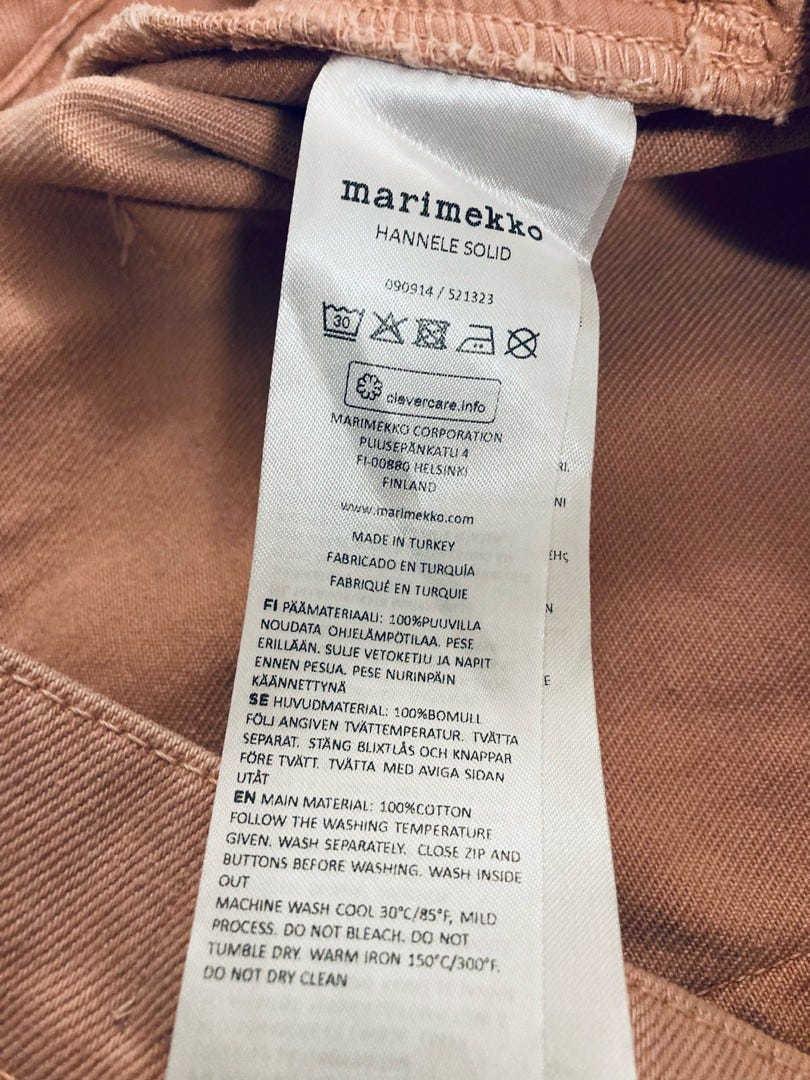 marimekko
HANNELE SOLID
090914 / 521323
30
clevercare.info
MARIMEKKO CORPORATION
PUUSEPÄNKATU 4
FI-00880 HELSINKI
FINLAND
www.marimekko.com
MADE IN TURKEY
FABRICADO EN TURQUÍA
FABRIQUÉ EN TURQUIE
FI PÄÄMATERIAALI: 100%PUUVILLA
NOUDATA OHJELÄMPÖTILAA. PESE
ERILLÄÄN. SULJE VETOKETJU JA NAPIT
ENNEN PESUA. PESE NURINPÄIN
KÄÄNNETTYNÄ
SE HUVUDMATERIAL: 100%BOMULL
FÖLJ ANGIVEN TVÄTTEMPERATUR. TVÄTTA
SEPARAT. STÄNG BLIXTLÅS OCH KNAPPAR
FÖRE TVÄTT. TVÄTTA MED AVIGA SIDAN
UTÅT
EN MAIN MATERIAL: 100%COTTON
FOLLOW THE WASHING TEMPERATURE
GIVEN. WASH SEPARATELY. CLOSE ZIP AND
BUTTONS BEFORE WASHING. WASH INSIDE
OUT
MACHINE WASH COOL 30°C/85°F, MILD
PROCESS. DO NOT BLEACH. DO NOT
TUMBLE DRY. WARM IRON 150°C/300°F.
DO NOT DRY CLEAN